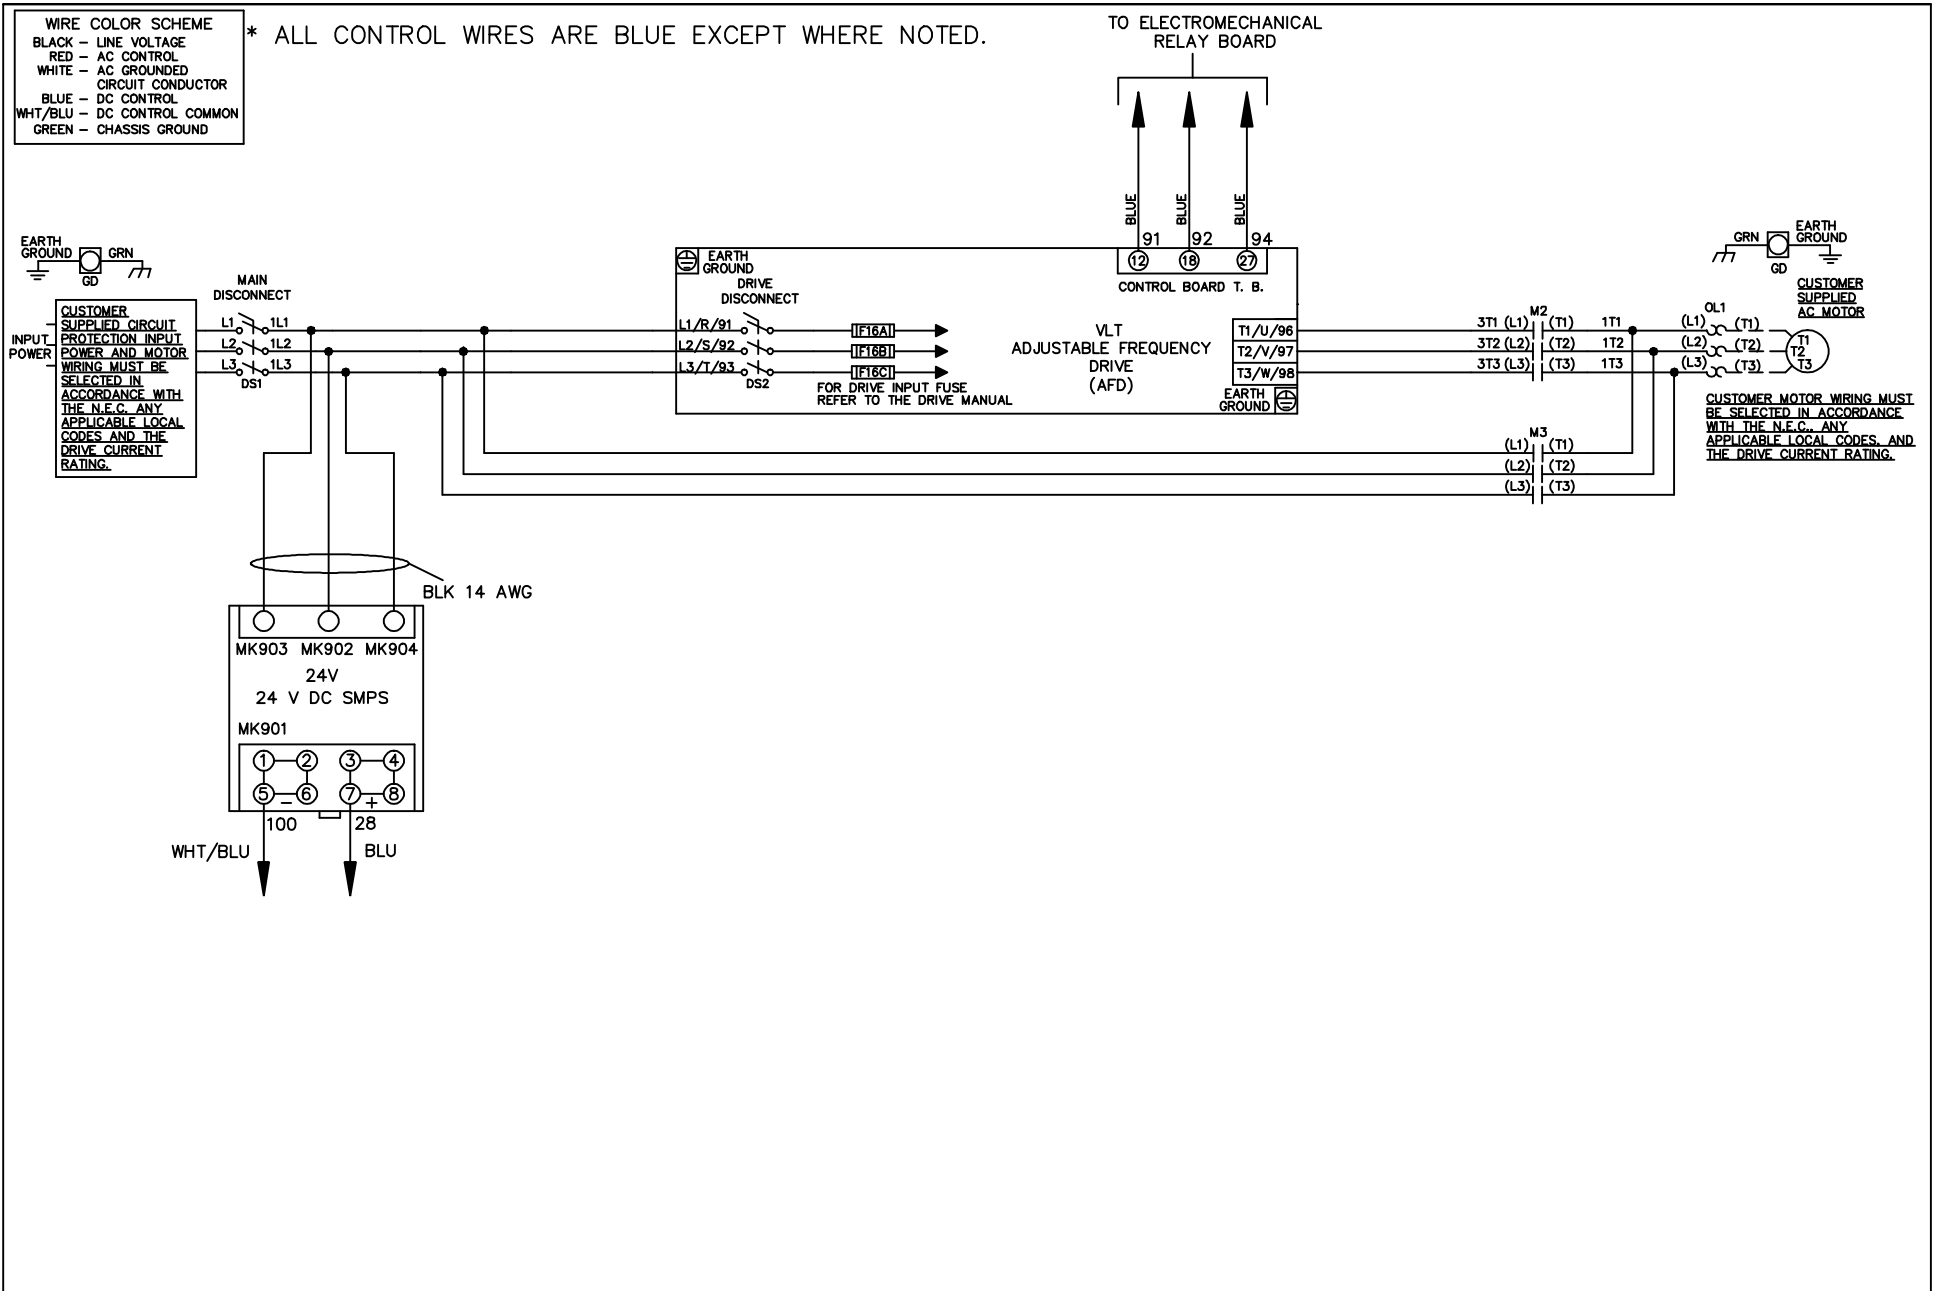 WIRE COLOR SCHEME
BLACK – LINE VOLTAGE
RED – AC CONTROL
WHITE – AC GROUNDED
CIRCUIT CONDUCTOR
BLUE – DC CONTROL
WHT/BLU – DC CONTROL COMMON
GREEN – CHASSIS GROUND
* ALL CONTROL WIRES ARE BLUE EXCEPT WHERE NOTED.
TO ELECTROMECHANICAL
RELAY BOARD
BLUE
BLUE
BLUE
91 92 94
12 18 27
CONTROL BOARD T. B.
EARTH
GROUND
GRN
GD
INPUT
POWER
CUSTOMER
SUPPLIED CIRCUIT
PROTECTION INPUT
POWER AND MOTOR
WIRING MUST BE
SELECTED IN
ACCORDANCE WITH
THE N.E.C. ANY
APPLICABLE LOCAL
CODES AND THE
DRIVE CURRENT
RATING.
MAIN
DISCONNECT
L1 1L1
L2 1L2
L3 1L3
DS1
EARTH
GROUND
DRIVE
DISCONNECT
L1/R/91
L2/S/92
L3/T/93
DS2
F16A
F16B
F16C
FOR DRIVE INPUT FUSE
REFER TO THE DRIVE MANUAL
VLT
ADJUSTABLE FREQUENCY
DRIVE
(AFD)
T1/U/96
T2/V/97
T3/W/98
EARTH
GROUND
M2
3T1 (L1) (T1) 1T1
3T2 (L2) (T2) 1T2
3T3 (L3) (T3) 1T3
M3
(L1) (T1)
(L2) (T2)
(L3) (T3)
OL1
(L1) (T1)
(L2) (T2)
(L3) (T3)
T1
T2
T3
GRN
GD
EARTH
GROUND
CUSTOMER
SUPPLIED
AC MOTOR
CUSTOMER MOTOR WIRING MUST
BE SELECTED IN ACCORDANCE
WITH THE N.E.C., ANY
APPLICABLE LOCAL CODES, AND
THE DRIVE CURRENT RATING.
BLK 14 AWG
MK903 MK902 MK904
24V
24 V DC SMPS
MK901
1 2 3 4
5 6 7 8
– +
100 28
WHT/BLU BLU